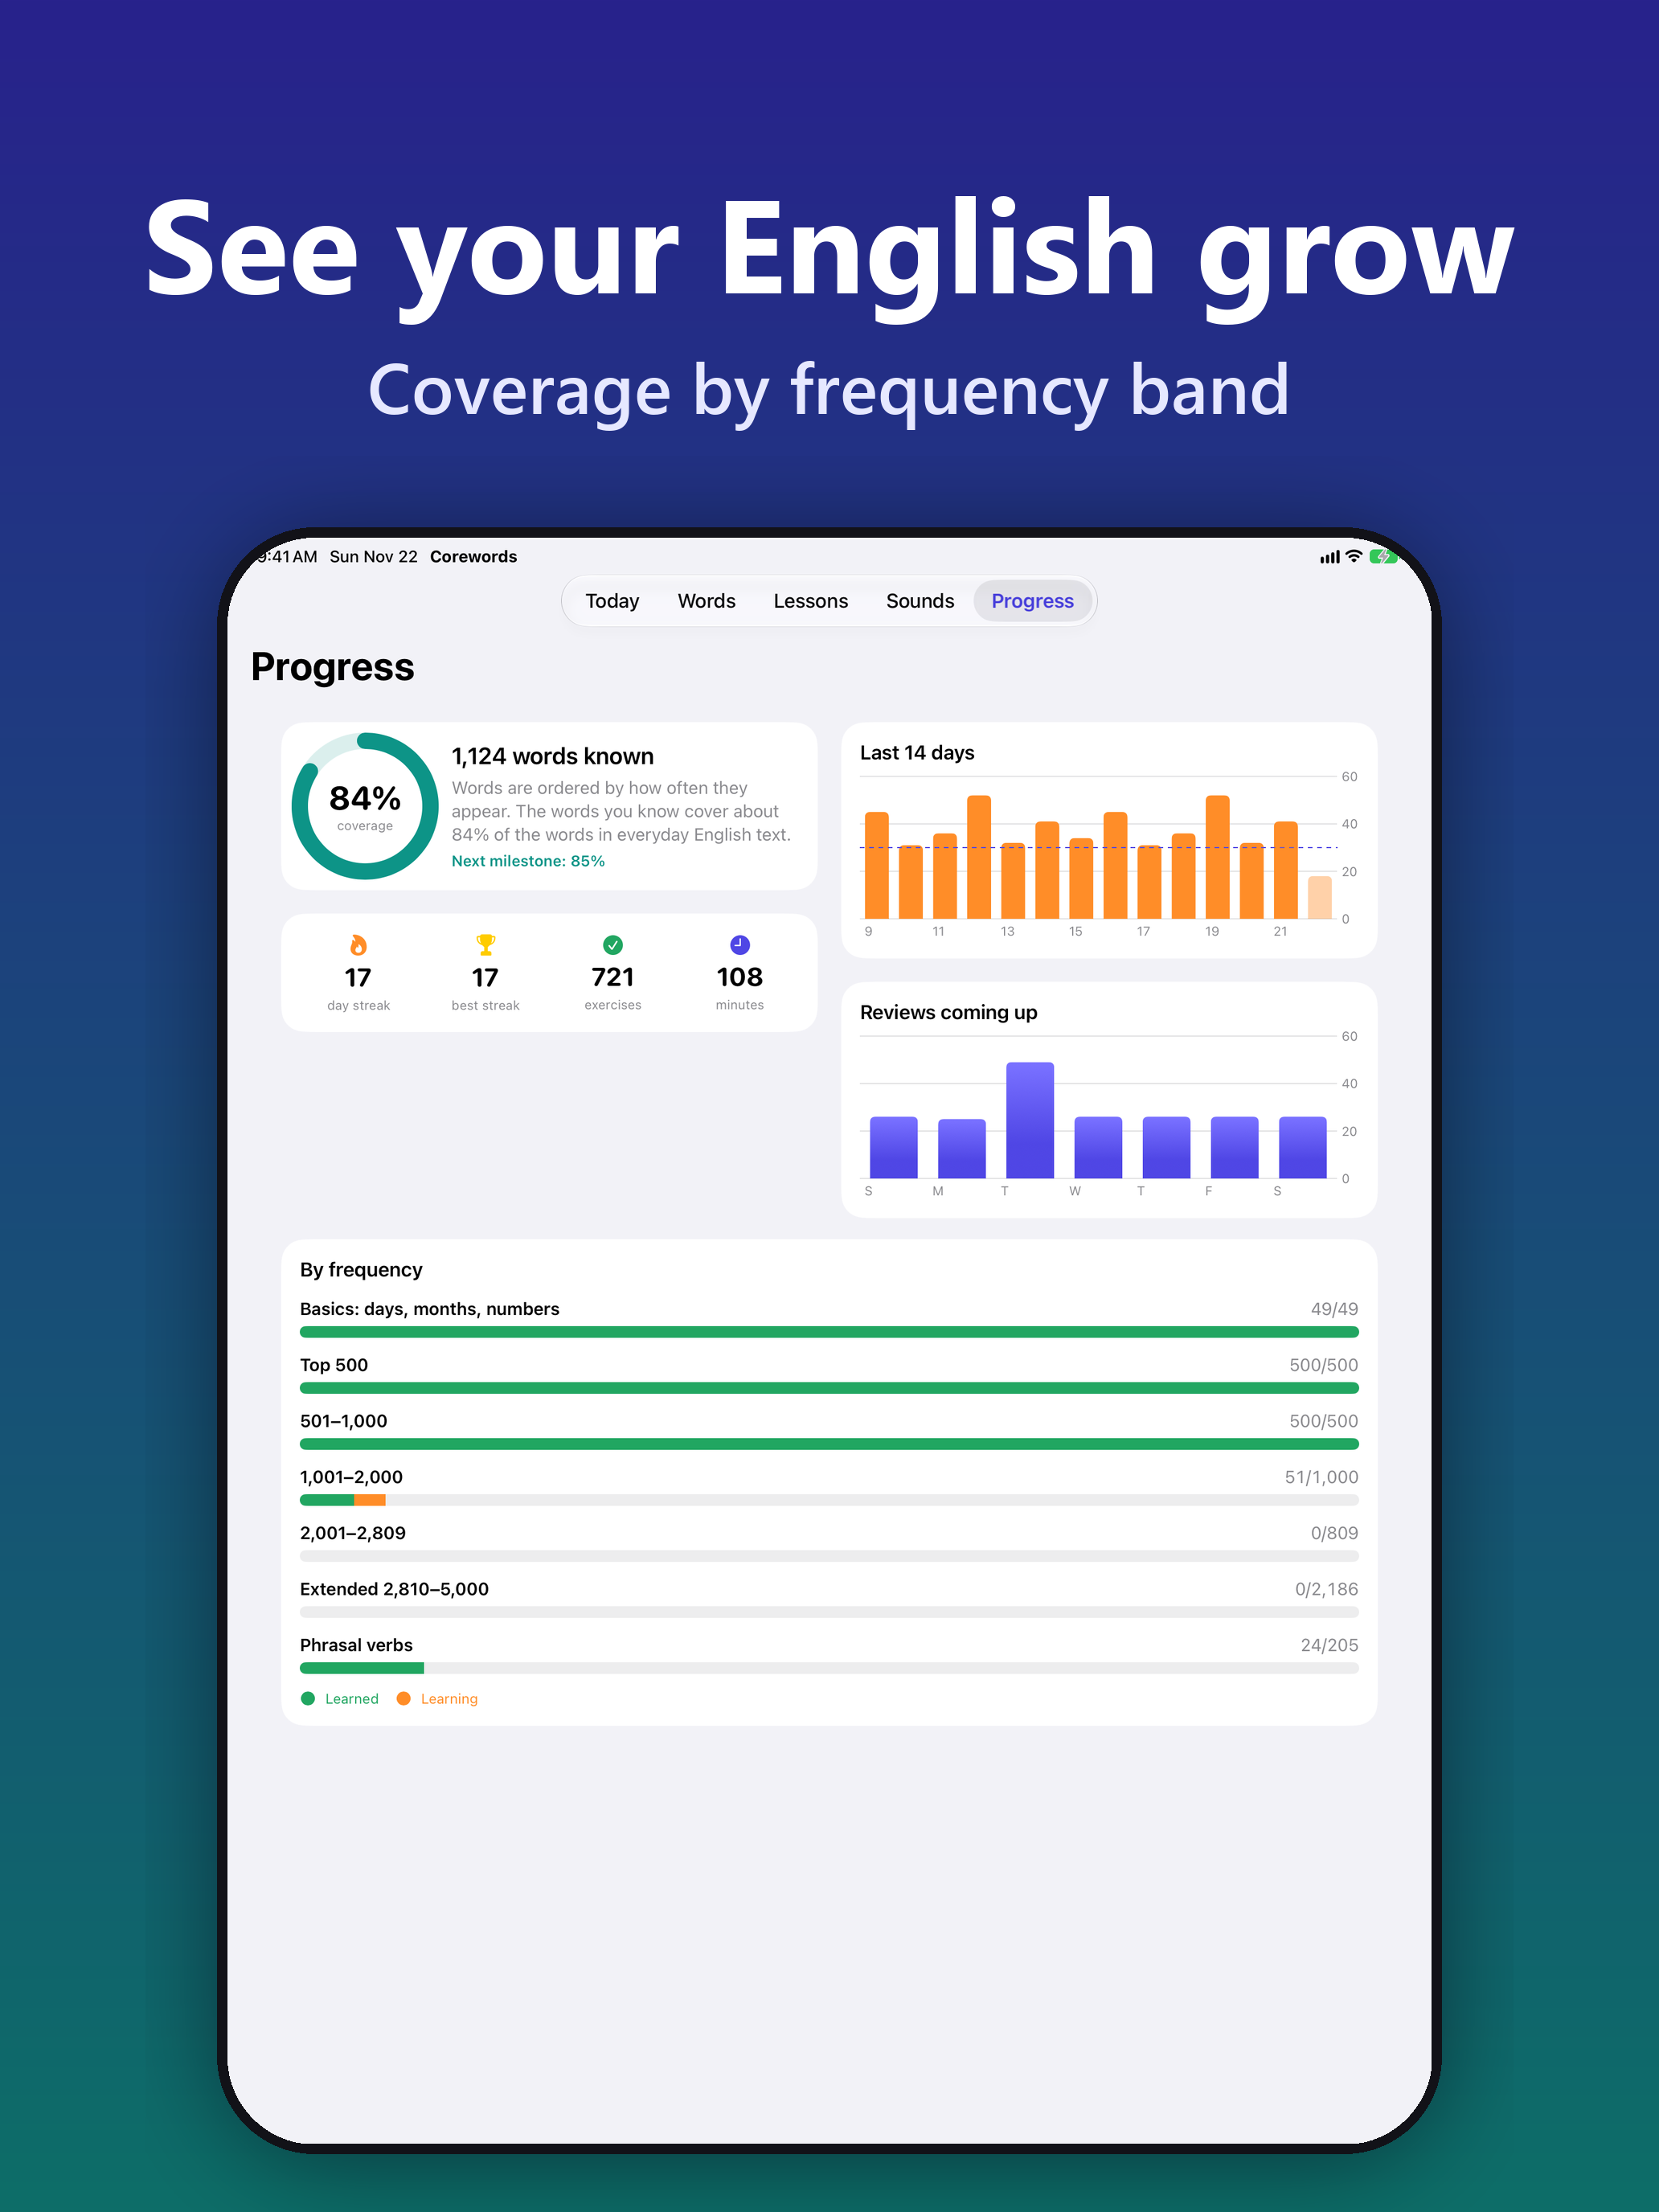 See your English grow
Coverage by frequency band
9:41 AM Sun Nov 22 Corewords
Today Words Lessons Sounds Progress
Progress
84%
coverage
1,124 words known
Words are ordered by how often they
appear. The words you know cover about
84% of the words in everyday English text.
Next milestone: 85%
17 17 721 108
day streak best streak exercises minutes
Last 14 days
60
40
20
0
9 11 13 15 17 19 21
Reviews coming up
60
40
20
0
S M T W T F S
By frequency
Basics: days, months, numbers 49/49
Top 500 500/500
501–1,000 500/500
1,001–2,000 51/1,000
2,001–2,809 0/809
Extended 2,810–5,000 0/2,186
Phrasal verbs 24/205
Learned Learning